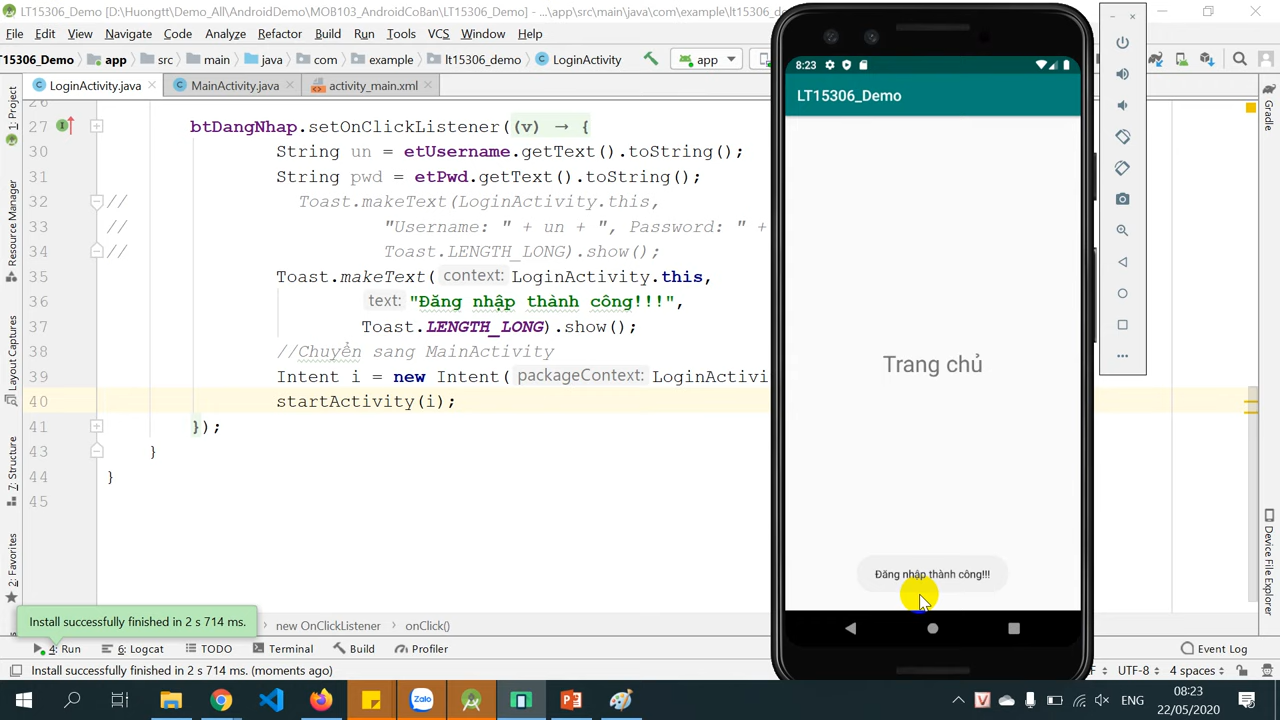 LT15306_Demo [D:\Huongtt\Demo_All\AndroidDemo\MOB103_AndroidCoBan\LT15306_Demo] - ...\app\src\main\java\com\example\lt15306_demo
File Edit View Navigate Code Analyze Refactor Build Run Tools VCS Window Help
LT15306_Demo app src main java com example lt15306_demo LoginActivity app
LoginActivity.java MainActivity.java activity_main.xml
26
27 btDangNhap.setOnClickListener((v) → {
30 String un = etUsername.getText().toString();
31 String pwd = etPwd.getText().toString();
32 // Toast.makeText(LoginActivity.this,
33 // "Username: " + un + ", Password: " +
34 // Toast.LENGTH_LONG).show();
35 Toast.makeText( context: LoginActivity.this,
36 text: "Đăng nhập thành công!!!",
37 Toast.LENGTH_LONG).show();
38 //Chuyển sang MainActivity
39 Intent i = new Intent( packageContext: LoginActivi
40 startActivity(i);
41 });
43 }
44 }
45
1: Project
Resource Manager
Layout Captures
7: Structure
2: Favorites
8:23
LT15306_Demo
Trang chủ
Đăng nhập thành công!!!
Gradle
Device File Explorer
Install successfully finished in 2 s 714 ms.
new OnClickListener onClick()
4: Run 6: Logcat TODO Terminal Build Profiler Event Log
Install successfully finished in 2 s 714 ms. (moments ago) UTF-8 4 spaces
Zalo
ENG
08:23
22/05/2020